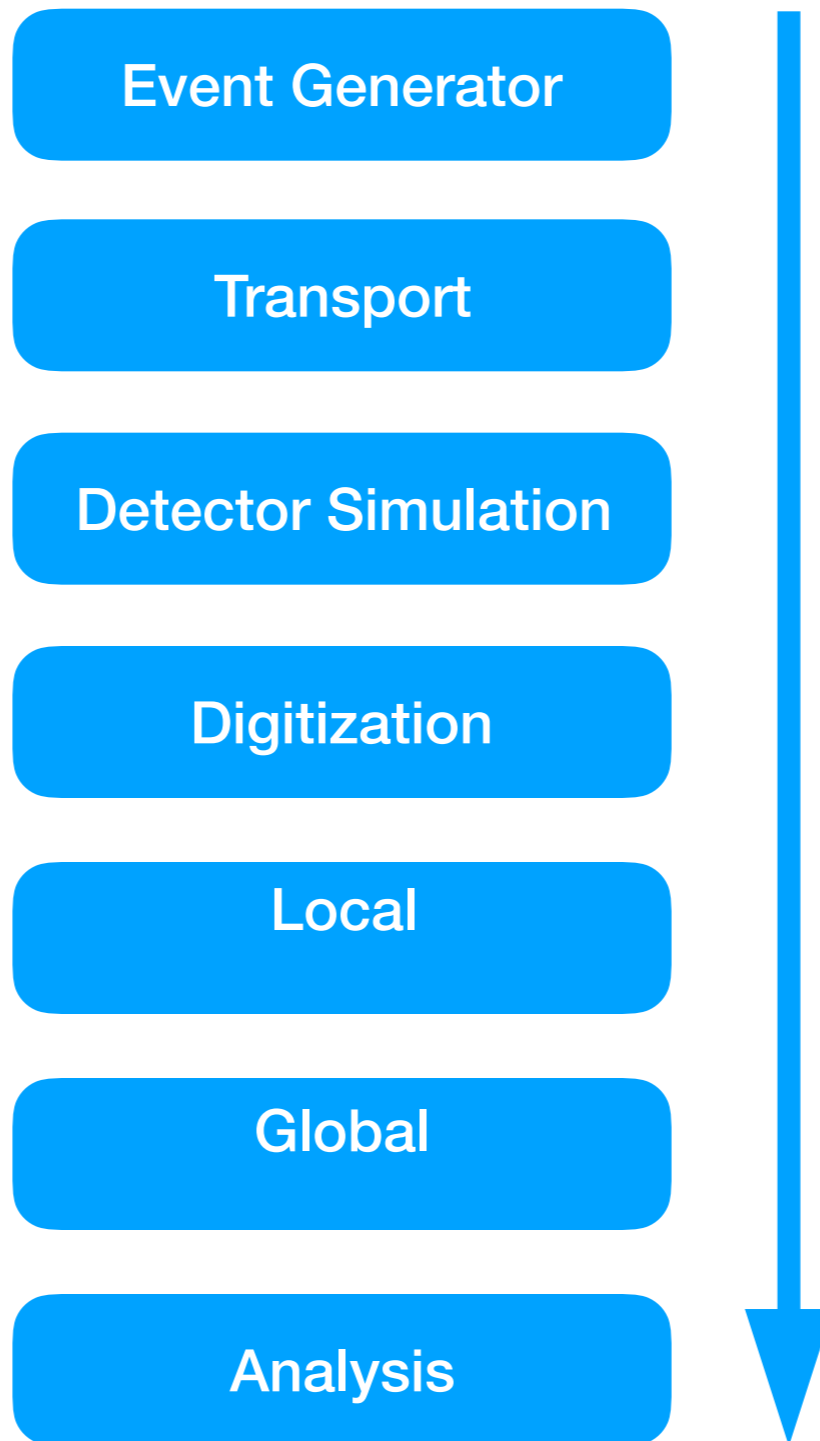 Event Generator
Transport
Detector Simulation
Digitization
Local
Global
Analysis